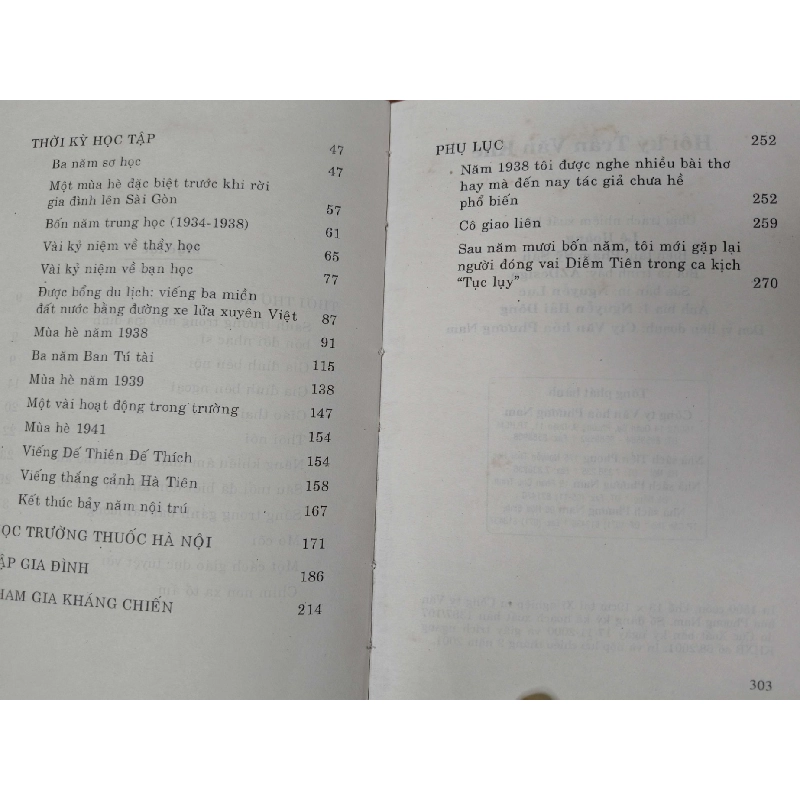 THỜI KỲ HỌC TẬP 47
Ba năm sơ học 47
Một mùa hè đặc biệt trước khi rời
gia đình lên Sài Gòn 57
Bốn năm trung học (1934-1938) 61
Vài kỷ niệm về thầy học 65
Vài kỷ niệm về bạn học 77
Được bổng du lịch: viếng ba miền
đất nước bằng đường xe lửa xuyên Việt 87
Mùa hè năm 1938 91
Ba năm Ban Tú tài 115
Mùa hè năm 1939 138
Một vài hoạt động trong trường 147
Mùa hè 1941 154
Viếng Đế Thiên Đế Thích 154
Viếng thắng cảnh Hà Tiên 158
Kết thúc bảy năm nội trú 167
ỌC TRƯỜNG THUỐC HÀ NỘI 171
ẬP GIA ĐÌNH 186
HAM GIA KHÁNG CHIẾN 214
PHỤ LỤC 252
Năm 1938 tôi được nghe nhiều bài thơ
hay mà đến nay tác giả chưa hề
phổ biến 252
Cô giao liên 259
Sau năm mươi bốn năm, tôi mới gặp lại
người đóng vai Diễm Tiên trong ca kịch
"Tục lụy" 270
303